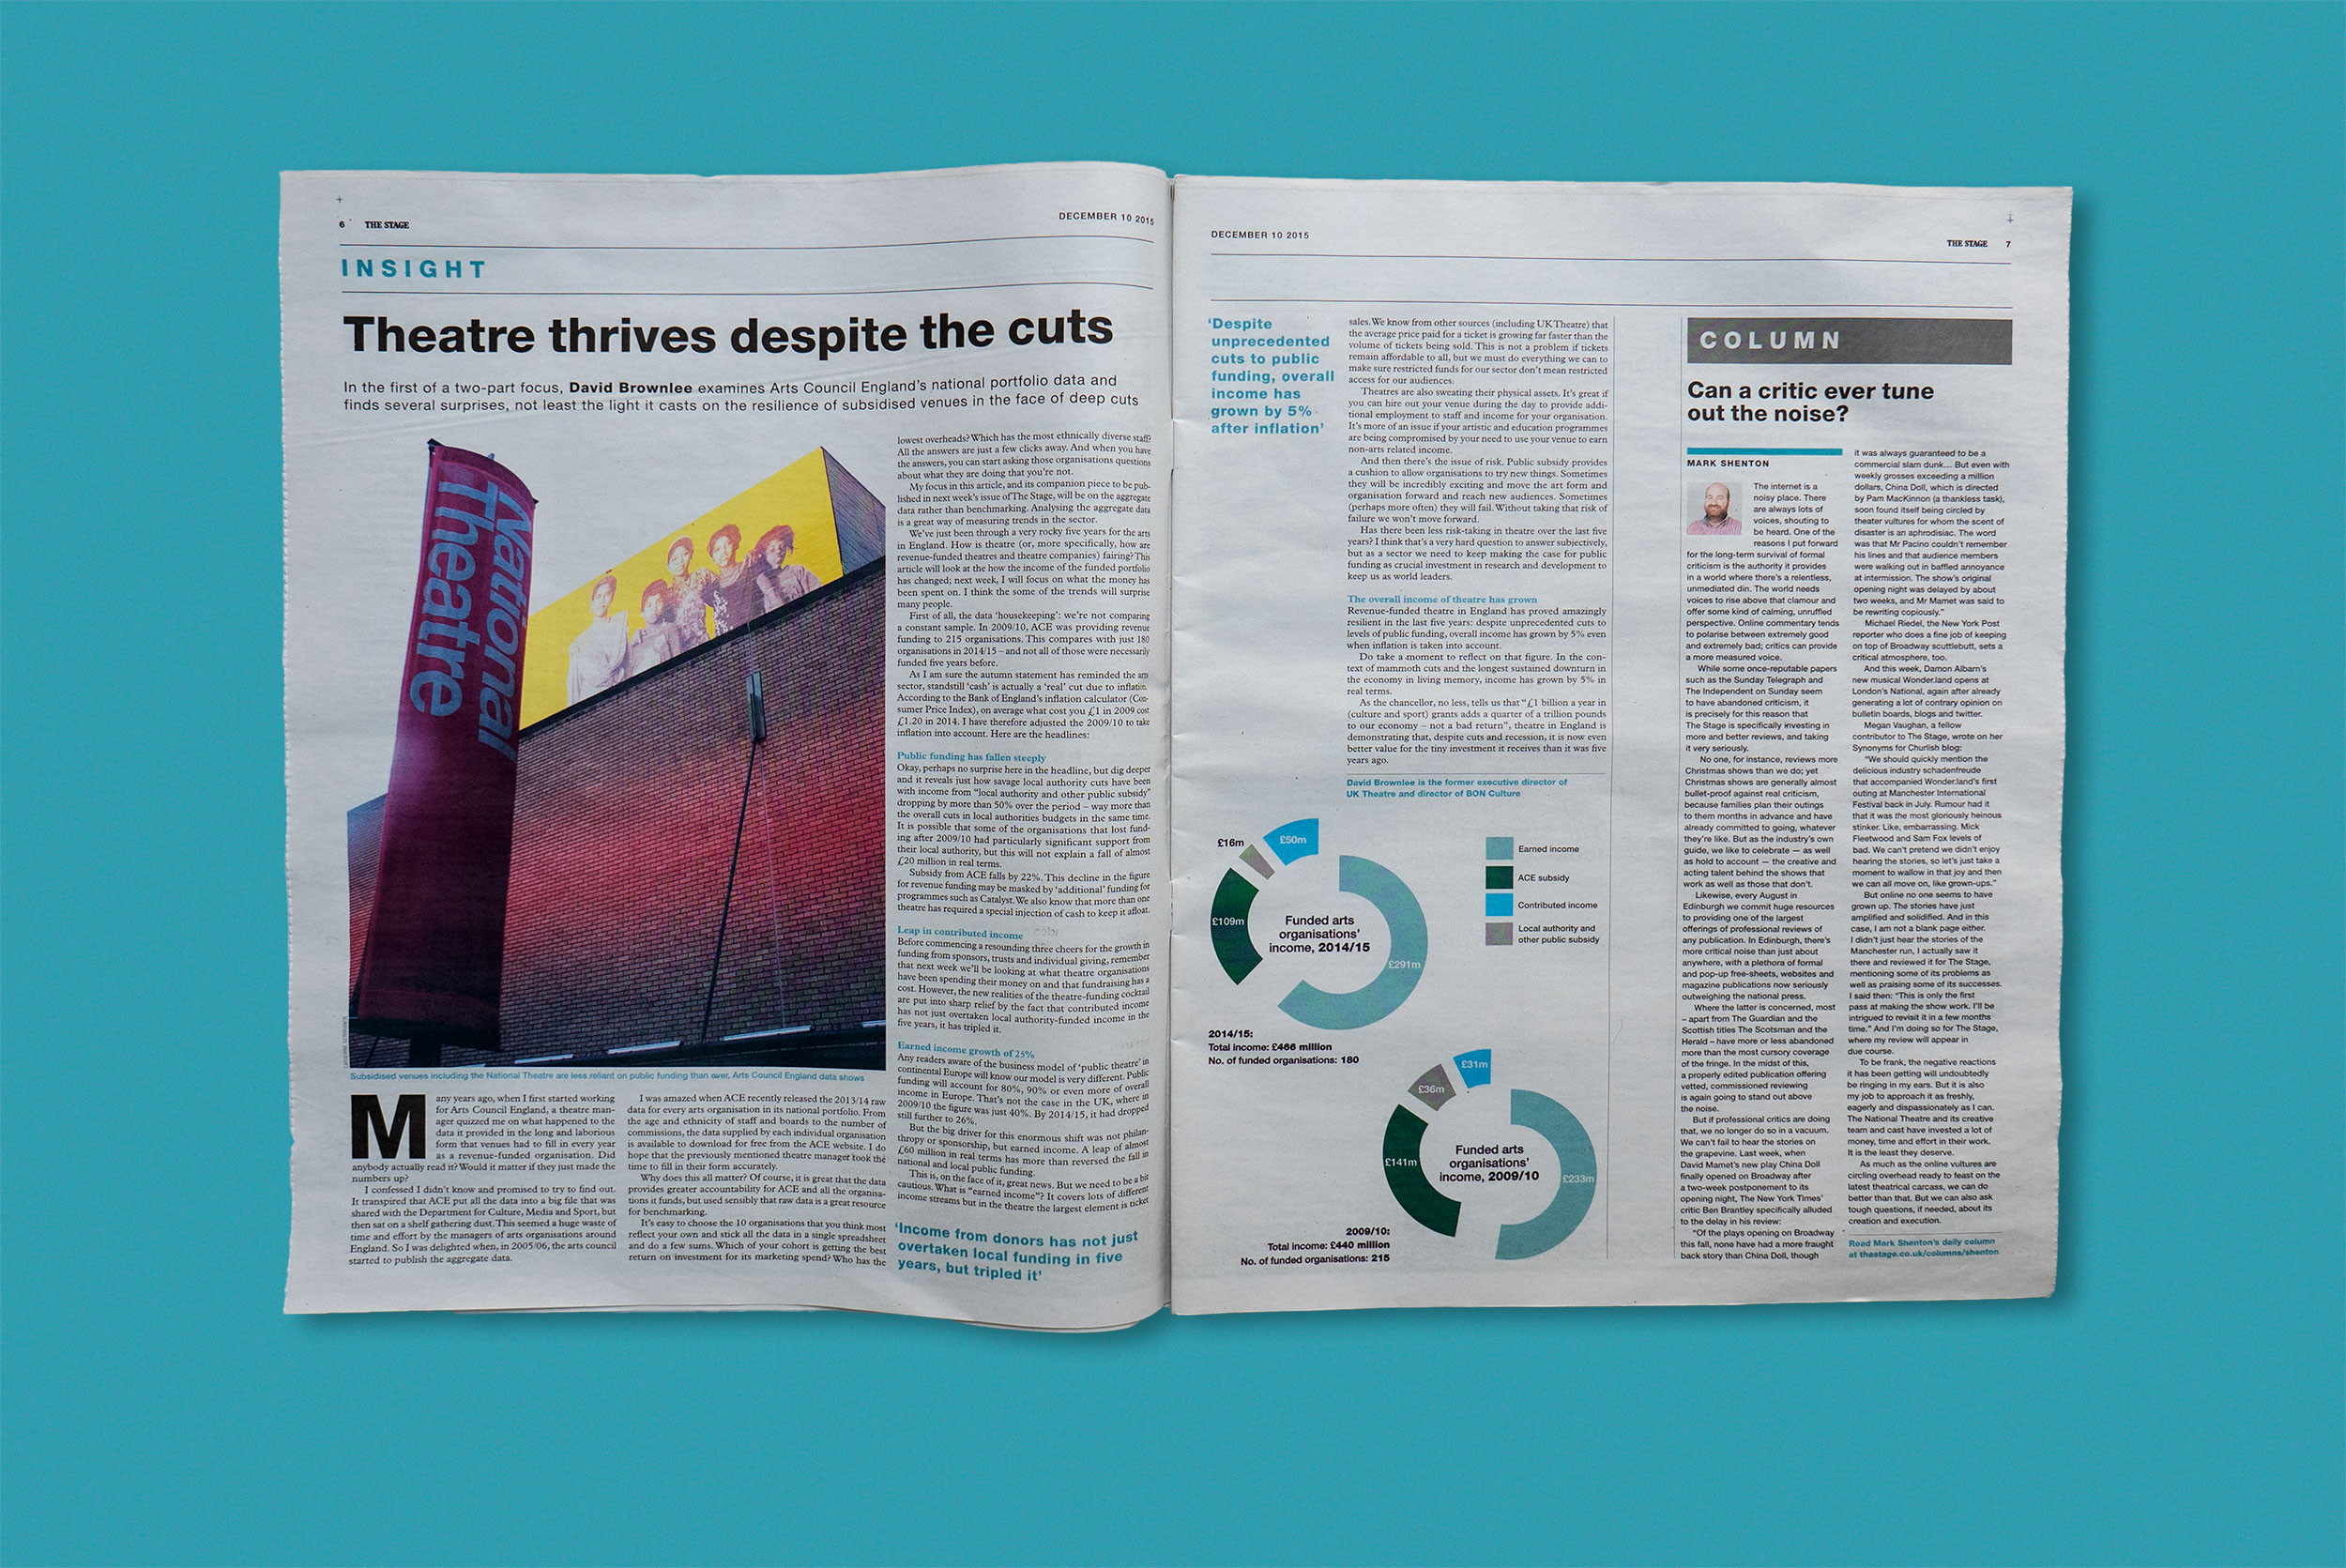 6 THE STAGE
DECEMBER 10 2015
INSIGHT
Theatre thrives despite the cuts
In the first of a two-part focus, David Brownlee examines Arts Council England's national portfolio data and
finds several surprises, not least the light it casts on the resilience of subsidised venues in the face of deep cuts
National
Theatre
Subsidised venues including the National Theatre are less reliant on public funding than ever, Arts Council England data shows
Many years ago, when I first started working
for Arts Council England, a theatre man-
ager quizzed me on what happened to the
data it provided in the long and laborious
form that venues had to fill in every year
as a revenue-funded organisation. Did
anybody actually read it? Would it matter if they just made the
numbers up?
I confessed I didn't know and promised to try to find out.
It transpired that ACE put all the data into a big file that was
shared with the Department for Culture, Media and Sport, but
then sat on a shelf gathering dust. This seemed a huge waste of
time and effort by the managers of arts organisations around
England. So I was delighted when, in 2005/06, the arts council
started to publish the aggregate data.
I was amazed when ACE recently released the 2013/14 raw
data for every arts organisation in its national portfolio. From
the age and ethnicity of staff and boards to the number of
commissions, the data supplied by each individual organisation
is available to download for free from the ACE website. I do
hope that the previously mentioned theatre manager took the
time to fill in their form accurately.
Why does this all matter? Of course, it is great that the data
provides greater accountability for ACE and all the organisa-
tions it funds, but used sensibly that raw data is a great resource
for benchmarking.
It's easy to choose the 10 organisations that you think most
reflect your own and stick all the data in a single spreadsheet
and do a few sums. Which of your cohort is getting the best
return on investment for its marketing spend? Who has the
lowest overheads? Which has the most ethnically diverse staff?
All the answers are just a few clicks away. And when you have
the answers, you can start asking those organisations questions
about what they are doing that you're not.
My focus in this article, and its companion piece to be pub-
lished in next week's issue of The Stage, will be on the aggregate
data rather than benchmarking. Analysing the aggregate data
is a great way of measuring trends in the sector.
We've just been through a very rocky five years for the arts
in England. How is theatre (or, more specifically, how are
revenue-funded theatres and theatre companies) fairing? This
article will look at the how the income of the funded portfolio
has changed; next week, I will focus on what the money has
been spent on. I think the some of the trends will surprise
many people.
First of all, the data 'housekeeping': we're not comparing
a constant sample. In 2009/10, ACE was providing revenue
funding to 215 organisations. This compares with just 180
organisations in 2014/15 – and not all of those were necessarily
funded five years before.
As I am sure the autumn statement has reminded the arts
sector, standstill 'cash' is actually a 'real' cut due to inflation.
According to the Bank of England's inflation calculator (Con-
sumer Price Index), on average what cost you £1 in 2009 cost
£1.20 in 2014. I have therefore adjusted the 2009/10 to take
inflation into account. Here are the headlines:
Public funding has fallen steeply
Okay, perhaps no surprise here in the headline, but dig deeper
and it reveals just how savage local authority cuts have been
with income from "local authority and other public subsidy"
dropping by more than 50% over the period – way more than
the overall cuts in local authorities budgets in the same time.
It is possible that some of the organisations that lost fund-
ing after 2009/10 had particularly significant support from
their local authority, but this will not explain a fall of almost
£20 million in real terms.
Subsidy from ACE falls by 22%. This decline in the figure
for revenue funding may be masked by 'additional' funding for
programmes such as Catalyst. We also know that more than one
theatre has required a special injection of cash to keep it afloat.
Leap in contributed income
Before commencing a resounding three cheers for the growth in
funding from sponsors, trusts and individual giving, remember
that next week we'll be looking at what theatre organisations
have been spending their money on and that fundraising has a
cost. However, the new realities of the theatre-funding cocktail
are put into sharp relief by the fact that contributed income
has not just overtaken local authority-funded income in the
five years, it has tripled it.
Earned income growth of 25%
Any readers aware of the business model of 'public theatre' in
continental Europe will know our model is very different. Public
funding will account for 80%, 90% or even more of overall
income in Europe. That's not the case in the UK, where in
2009/10 the figure was just 40%. By 2014/15, it had dropped
still further to 26%.
But the big driver for this enormous shift was not philan-
thropy or sponsorship, but earned income. A leap of almost
£60 million in real terms has more than reversed the fall in
national and local public funding.
This is, on the face of it, great news. But we need to be a bit
cautious. What is "earned income"? It covers lots of different
income streams but in the theatre the largest element is ticket
'Income from donors has not just
overtaken local funding in five
years, but tripled it'
DECEMBER 10 2015
THE STAGE 7
'Despite
unprecedented
cuts to public
funding, overall
income has
grown by 5%
after inflation'
sales. We know from other sources (including UK Theatre) that
the average price paid for a ticket is growing far faster than the
volume of tickets being sold. This is not a problem if tickets
remain affordable to all, but we must do everything we can to
make sure restricted funds for our sector don't mean restricted
access for our audiences.
Theatres are also sweating their physical assets. It's great if
you can hire out your venue during the day to provide addi-
tional employment to staff and income for your organisation.
It's more of an issue if your artistic and education programmes
are being compromised by your need to use your venue to earn
non-arts related income.
And then there's the issue of risk. Public subsidy provides
a cushion to allow organisations to try new things. Sometimes
they will be incredibly exciting and move the art form and
organisation forward and reach new audiences. Sometimes
(perhaps more often) they will fail. Without taking that risk of
failure we won't move forward.
Has there been less risk-taking in theatre over the last five
years? I think that's a very hard question to answer subjectively,
but as a sector we need to keep making the case for public
funding as crucial investment in research and development to
keep us as world leaders.
The overall income of theatre has grown
Revenue-funded theatre in England has proved amazingly
resilient in the last five years: despite unprecedented cuts to
levels of public funding, overall income has grown by 5% even
when inflation is taken into account.
Do take a moment to reflect on that figure. In the con-
text of mammoth cuts and the longest sustained downturn in
the economy in living memory, income has grown by 5% in
real terms.
As the chancellor, no less, tells us that "£1 billion a year in
(culture and sport) grants adds a quarter of a trillion pounds
to our economy – not a bad return", theatre in England is
demonstrating that, despite cuts and recession, it is now even
better value for the tiny investment it receives than it was five
years ago.
David Brownlee is the former executive director of
UK Theatre and director of BON Culture
£16m
£50m
£109m
£291m
Funded arts
organisations'
income, 2014/15
Earned income
ACE subsidy
Contributed income
Local authority and
other public subsidy
2014/15:
Total income: £466 million
No. of funded organisations: 180
£31m
£36m
£141m
£233m
Funded arts
organisations'
income, 2009/10
2009/10:
Total income: £440 million
No. of funded organisations: 215
COLUMN
Can a critic ever tune
out the noise?
MARK SHENTON
The internet is a
noisy place. There
are always lots of
voices, shouting to
be heard. One of the
reasons I put forward
for the long-term survival of formal
criticism is the authority it provides
in a world where there's a relentless,
unmediated din. The world needs
voices to rise above that clamour and
offer some kind of calming, unruffled
perspective. Online commentary tends
to polarise between extremely good
and extremely bad; critics can provide
a more measured voice.
While some once-reputable papers
such as the Sunday Telegraph and
The Independent on Sunday seem
to have abandoned criticism, it
is precisely for this reason that
The Stage is specifically investing in
more and better reviews, and taking
it very seriously.
No one, for instance, reviews more
Christmas shows than we do; yet
Christmas shows are generally almost
bullet-proof against real criticism,
because families plan their outings
to them months in advance and have
already committed to going, whatever
they're like. But as the industry's own
guide, we like to celebrate — as well
as hold to account — the creative and
acting talent behind the shows that
work as well as those that don't.
Likewise, every August in
Edinburgh we commit huge resources
to providing one of the largest
offerings of professional reviews of
any publication. In Edinburgh, there's
more critical noise than just about
anywhere, with a plethora of formal
and pop-up free-sheets, websites and
magazine publications now seriously
outweighing the national press.
Where the latter is concerned, most
– apart from The Guardian and the
Scottish titles The Scotsman and the
Herald – have more or less abandoned
more than the most cursory coverage
of the fringe. In the midst of this,
a properly edited publication offering
vetted, commissioned reviewing
is again going to stand out above
the noise.
But if professional critics are doing
that, we no longer do so in a vacuum.
We can't fail to hear the stories on
the grapevine. Last week, when
David Mamet's new play China Doll
finally opened on Broadway after
a two-week postponement to its
opening night, The New York Times'
critic Ben Brantley specifically alluded
to the delay in his review:
"Of the plays opening on Broadway
this fall, none have had a more fraught
back story than China Doll, though
it was always guaranteed to be a
commercial slam dunk... But even with
weekly grosses exceeding a million
dollars, China Doll, which is directed
by Pam MacKinnon (a thankless task),
soon found itself being circled by
theater vultures for whom the scent of
disaster is an aphrodisiac. The word
was that Mr Pacino couldn't remember
his lines and that audience members
were walking out in baffled annoyance
at intermission. The show's original
opening night was delayed by about
two weeks, and Mr Mamet was said to
be rewriting copiously."
Michael Riedel, the New York Post
reporter who does a fine job of keeping
on top of Broadway scuttlebutt, sets a
critical atmosphere, too.
And this week, Damon Albarn's
new musical Wonder.land opens at
London's National, again after already
generating a lot of contrary opinion on
bulletin boards, blogs and twitter.
Megan Vaughan, a fellow
contributor to The Stage, wrote on her
Synonyms for Churlish blog:
"We should quickly mention the
delicious industry schadenfreude
that accompanied Wonder.land's first
outing at Manchester International
Festival back in July. Rumour had it
that it was the most gloriously heinous
stinker. Like, embarrassing. Mick
Fleetwood and Sam Fox levels of
bad. We can't pretend we didn't enjoy
hearing the stories, so let's just take a
moment to wallow in that joy and then
we can all move on, like grown-ups."
But online no one seems to have
grown up. The stories have just
amplified and solidified. And in this
case, I am not a blank page either.
I didn't just hear the stories of the
Manchester run, I actually saw it
there and reviewed it for The Stage,
mentioning some of its problems as
well as praising some of its successes.
I said then: "This is only the first
pass at making the show work. I'll be
intrigued to revisit it in a few months
time." And I'm doing so for The Stage,
where my review will appear in
due course.
To be frank, the negative reactions
it has been getting will undoubtedly
be ringing in my ears. But it is also
my job to approach it as freshly,
eagerly and dispassionately as I can.
The National Theatre and its creative
team and cast have invested a lot of
money, time and effort in their work.
It is the least they deserve.
As much as the online vultures are
circling overhead ready to feast on the
latest theatrical carcass, we can do
better than that. But we can also ask
tough questions, if needed, about its
creation and execution.
Read Mark Shenton's daily column
at thestage.co.uk/columns/shenton